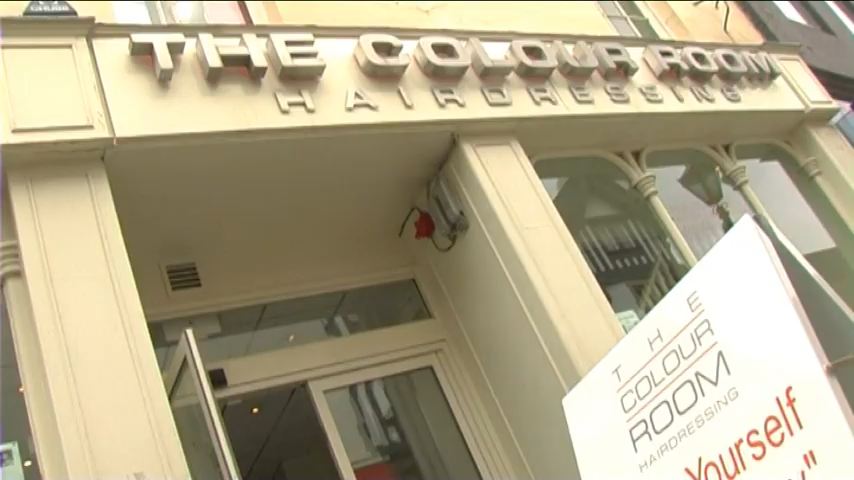 THE COLOUR ROOM
HAIRDRESSING
THE
COLOUR
ROOM
HAIRDRESSING
Yourself